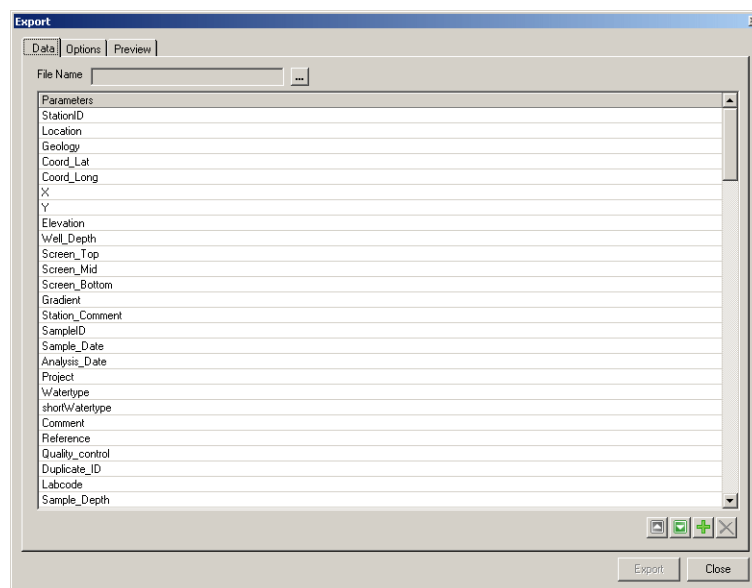 Export
Data Options Preview
File Name ...
Parameters
StationID
Location
Geology
Coord_Lat
Coord_Long
X
Y
Elevation
Well_Depth
Screen_Top
Screen_Mid
Screen_Bottom
Gradient
Station_Comment
SampleID
Sample_Date
Analysis_Date
Project
Watertype
shortWatertype
Comment
Reference
Quality_control
Duplicate_ID
Labcode
Sample_Depth
Export Close